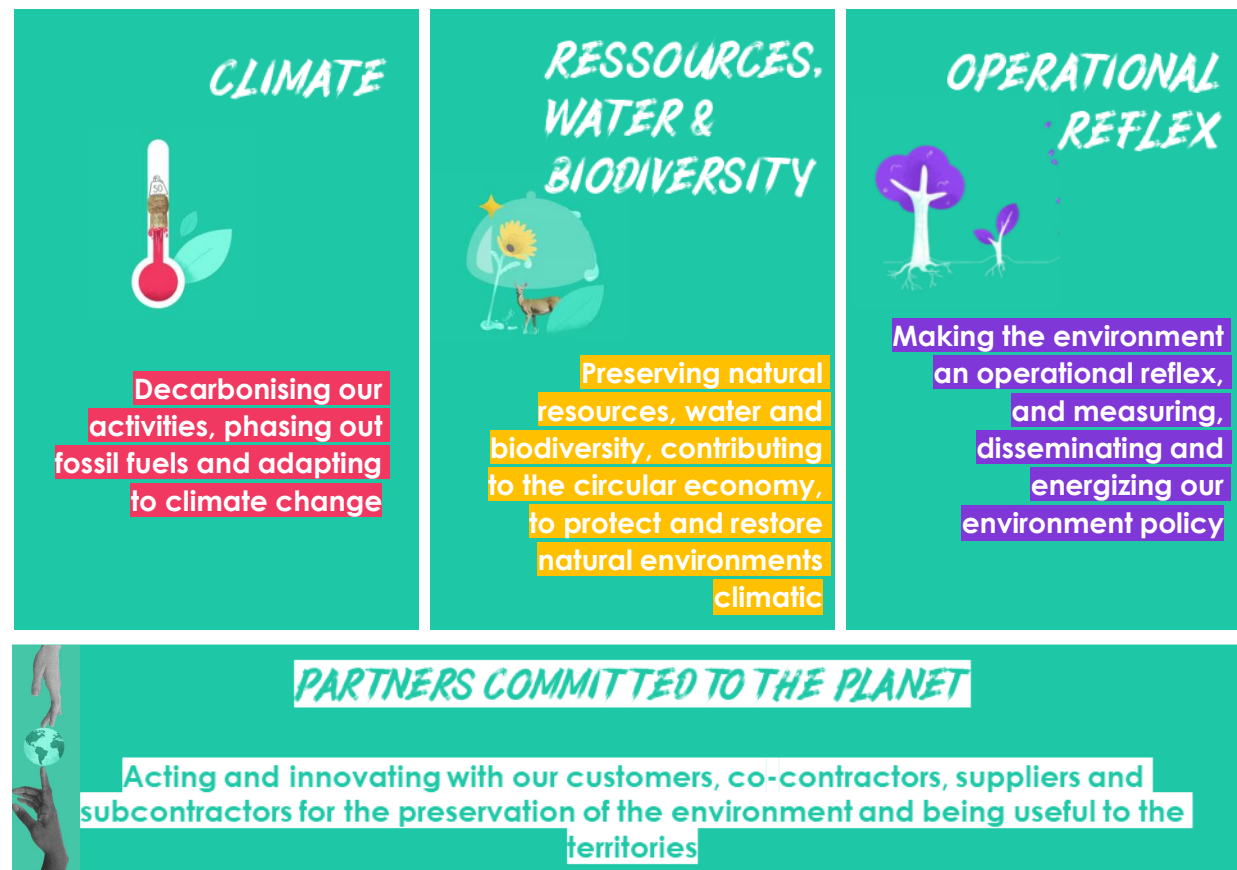 CLIMATE
50
Decarbonising our
activities, phasing out
fossil fuels and adapting
to climate change
RESSOURCES,
WATER &
BIODIVERSITY
Preserving natural
resources, water and
biodiversity, contributing
to the circular economy,
to protect and restore
natural environments
climatic
OPERATIONAL
REFLEX
Making the environment
an operational reflex,
and measuring,
disseminating and
energizing our
environment policy
PARTNERS COMMITTED TO THE PLANET
Acting and innovating with our customers, co-contractors, suppliers and
subcontractors for the preservation of the environment and being useful to the
territories